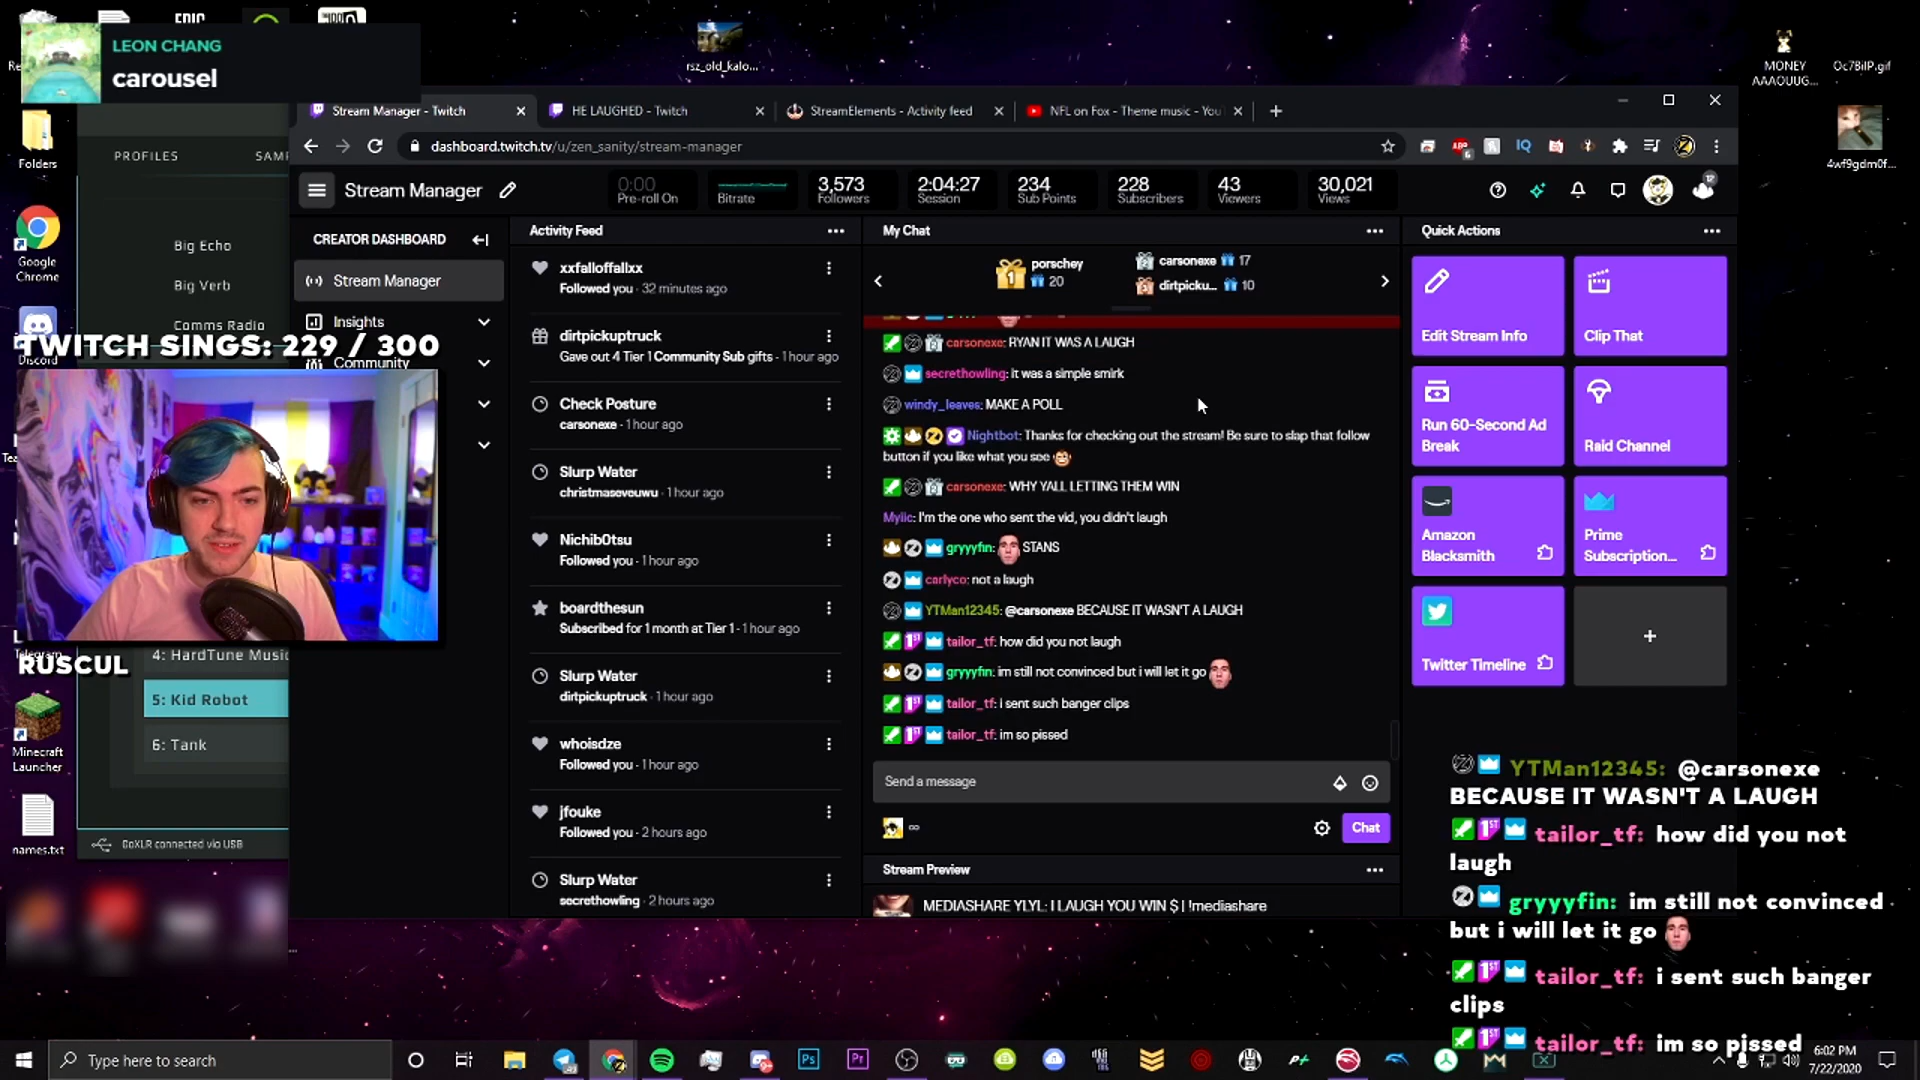 EPIC
LEON CHANG
carousel
rsz_old_kalo...
MONEY
AAAOUUG...
Oc7BiIP.gif
4wf9gdm0f...
Folders
Google
Chrome
Discord
PROFILES
Big Echo
Big Verb
Comms Radio
TWITCH SINGS: 229 / 300
RUSCUL
4: HardTune Music
5: Kid Robot
6: Tank
GoXLR connected via USB
Minecraft
Launcher
names.txt
Stream Manager - Twitch
HE LAUGHED - Twitch
StreamElements - Activity feed
NFL on Fox - Theme music - You
dashboard.twitch.tv/u/zen_sanity/stream-manager
Stream Manager
0:00
Pre-roll On
Bitrate
3,573
Followers
2:04:27
Session
234
Sub Points
228
Subscribers
43
Viewers
30,021
Views
CREATOR DASHBOARD
Stream Manager
Insights
Community
Activity Feed
xxfalloffallxx
Followed you - 32 minutes ago
dirtpickuptruck
Gave out 4 Tier 1 Community Sub gifts - 1 hour ago
Check Posture
carsonexe - 1 hour ago
Slurp Water
christmaseveuwu - 1 hour ago
Nichib0tsu
Followed you - 1 hour ago
boardthesun
Subscribed for 1 month at Tier 1 - 1 hour ago
Slurp Water
dirtpickuptruck - 1 hour ago
whoisdze
Followed you - 1 hour ago
jfouke
Followed you - 2 hours ago
Slurp Water
secrethowling - 2 hours ago
My Chat
porschey
20
carsonexe 17
dirtpicku... 10
carsonexe: RYAN IT WAS A LAUGH
secrethowling: it was a simple smirk
windy_leaves: MAKE A POLL
Nightbot: Thanks for checking out the stream! Be sure to slap that follow
button if you like what you see
carsonexe: WHY YALL LETTING THEM WIN
Mylic: I'm the one who sent the vid, you didn't laugh
gryyyfin: STANS
carlyco: not a laugh
YTMan12345: @carsonexe BECAUSE IT WASN'T A LAUGH
tailor_tf: how did you not laugh
gryyyfin: im still not convinced but i will let it go
tailor_tf: i sent such banger clips
tailor_tf: im so pissed
Send a message
Chat
Stream Preview
MEDIASHARE YLYL: I LAUGH YOU WIN $ | !mediashare
Quick Actions
Edit Stream Info
Clip That
Run 60-Second Ad
Break
Raid Channel
Amazon
Blacksmith
Prime
Subscription...
Twitter Timeline
YTMan12345: @carsonexe
BECAUSE IT WASN'T A LAUGH
tailor_tf: how did you not
laugh
gryyyfin: im still not convinced
but i will let it go
tailor_tf: i sent such banger
clips
tailor_tf: im so pissed
Type here to search
6:02 PM
7/22/2020